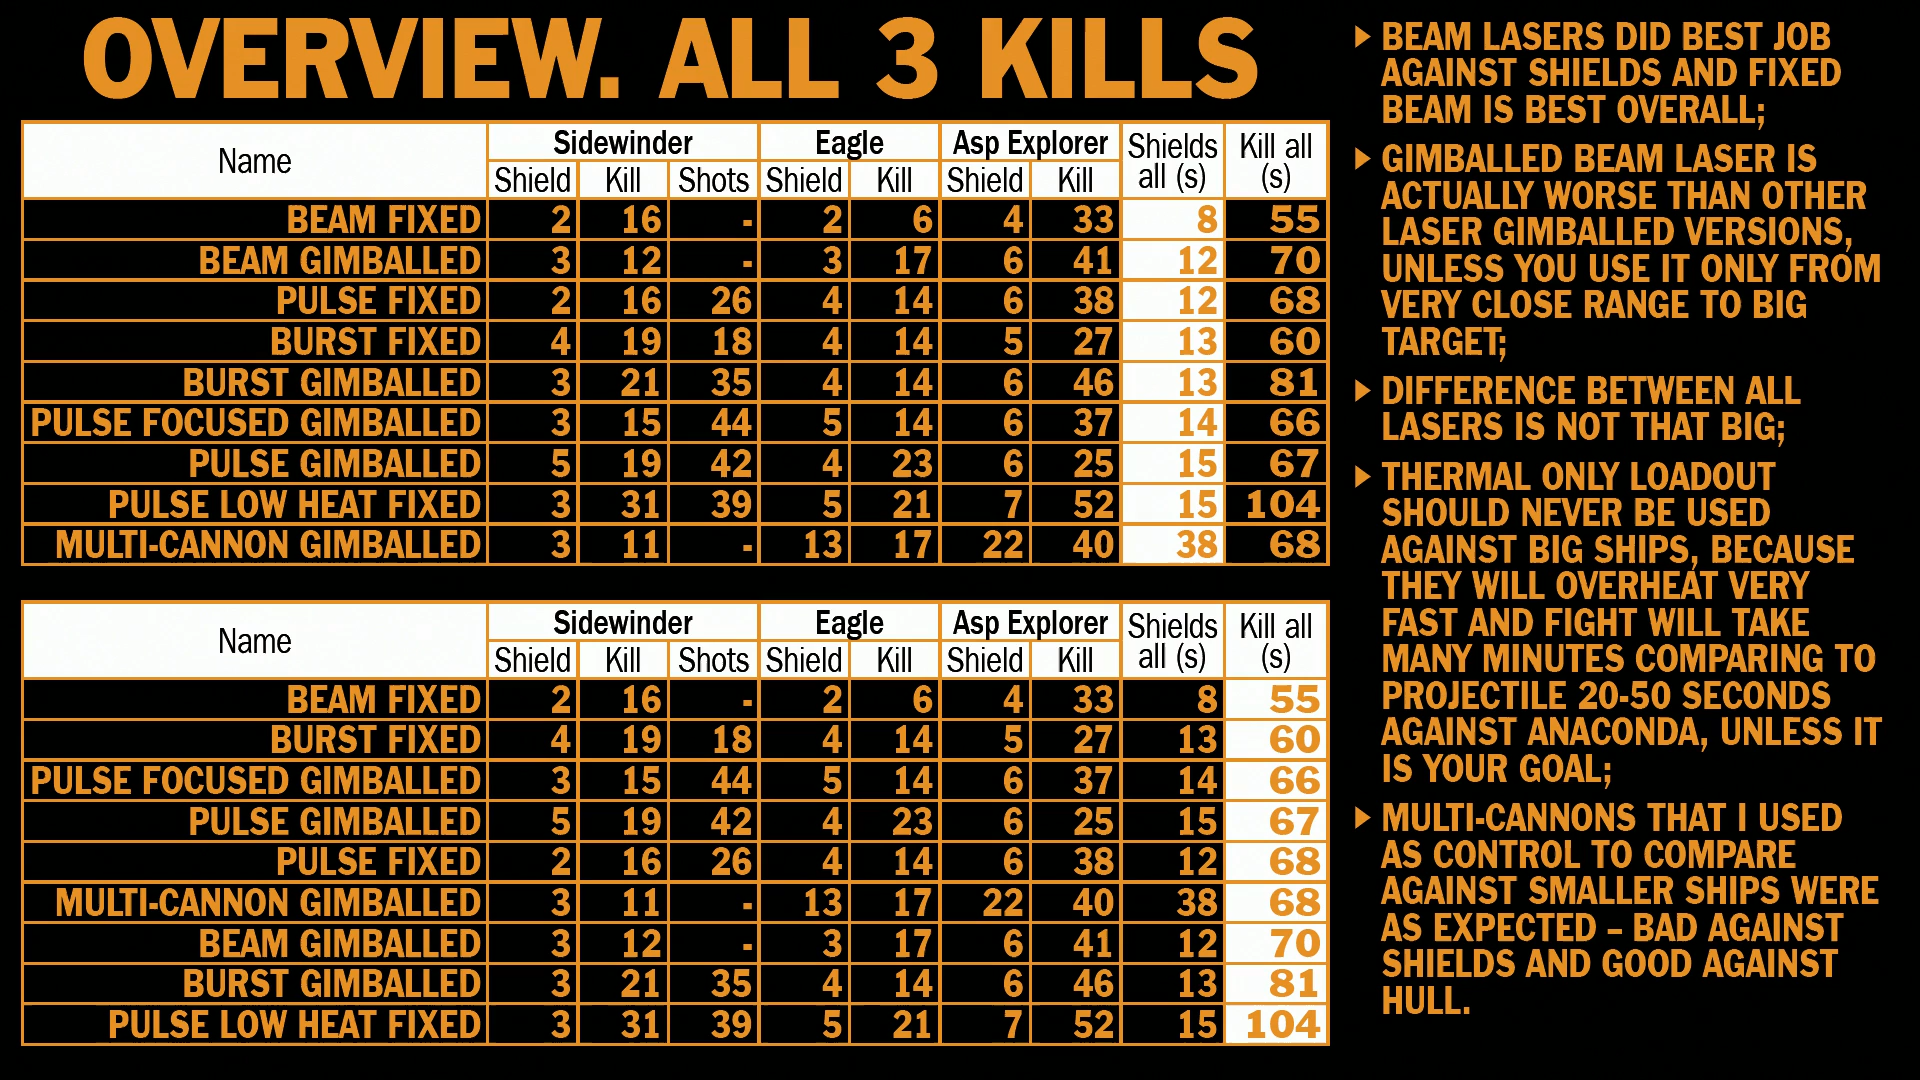 OVERVIEW. ALL 3 KILLS
Name Sidewinder Eagle Asp Explorer Shields all (s) Kill all (s)
Shield Kill Shots Shield Kill Shield Kill
BEAM FIXED 2 16 - 2 6 4 33 8 55
BEAM GIMBALLED 3 12 - 3 17 6 41 12 70
PULSE FIXED 2 16 26 4 14 6 38 12 68
BURST FIXED 4 19 18 4 14 5 27 13 60
BURST GIMBALLED 3 21 35 4 14 6 46 13 81
PULSE FOCUSED GIMBALLED 3 15 44 5 14 6 37 14 66
PULSE GIMBALLED 5 19 42 4 23 6 25 15 67
PULSE LOW HEAT FIXED 3 31 39 5 21 7 52 15 104
MULTI-CANNON GIMBALLED 3 11 - 13 17 22 40 38 68
Name Sidewinder Eagle Asp Explorer Shields all (s) Kill all (s)
Shield Kill Shots Shield Kill Shield Kill
BEAM FIXED 2 16 - 2 6 4 33 8 55
BURST FIXED 4 19 18 4 14 5 27 13 60
PULSE FOCUSED GIMBALLED 3 15 44 5 14 6 37 14 66
PULSE GIMBALLED 5 19 42 4 23 6 25 15 67
PULSE FIXED 2 16 26 4 14 6 38 12 68
MULTI-CANNON GIMBALLED 3 11 - 13 17 22 40 38 68
BEAM GIMBALLED 3 12 - 3 17 6 41 12 70
BURST GIMBALLED 3 21 35 4 14 6 46 13 81
PULSE LOW HEAT FIXED 3 31 39 5 21 7 52 15 104
BEAM LASERS DID BEST JOB
AGAINST SHIELDS AND FIXED
BEAM IS BEST OVERALL;
GIMBALLED BEAM LASER IS
ACTUALLY WORSE THAN OTHER
LASER GIMBALLED VERSIONS,
UNLESS YOU USE IT ONLY FROM
VERY CLOSE RANGE TO BIG
TARGET;
DIFFERENCE BETWEEN ALL
LASERS IS NOT THAT BIG;
THERMAL ONLY LOADOUT
SHOULD NEVER BE USED
AGAINST BIG SHIPS, BECAUSE
THEY WILL OVERHEAT VERY
FAST AND FIGHT WILL TAKE
MANY MINUTES COMPARING TO
PROJECTILE 20-50 SECONDS
AGAINST ANACONDA, UNLESS IT
IS YOUR GOAL;
MULTI-CANNONS THAT I USED
AS CONTROL TO COMPARE
AGAINST SMALLER SHIPS WERE
AS EXPECTED – BAD AGAINST
SHIELDS AND GOOD AGAINST
HULL.